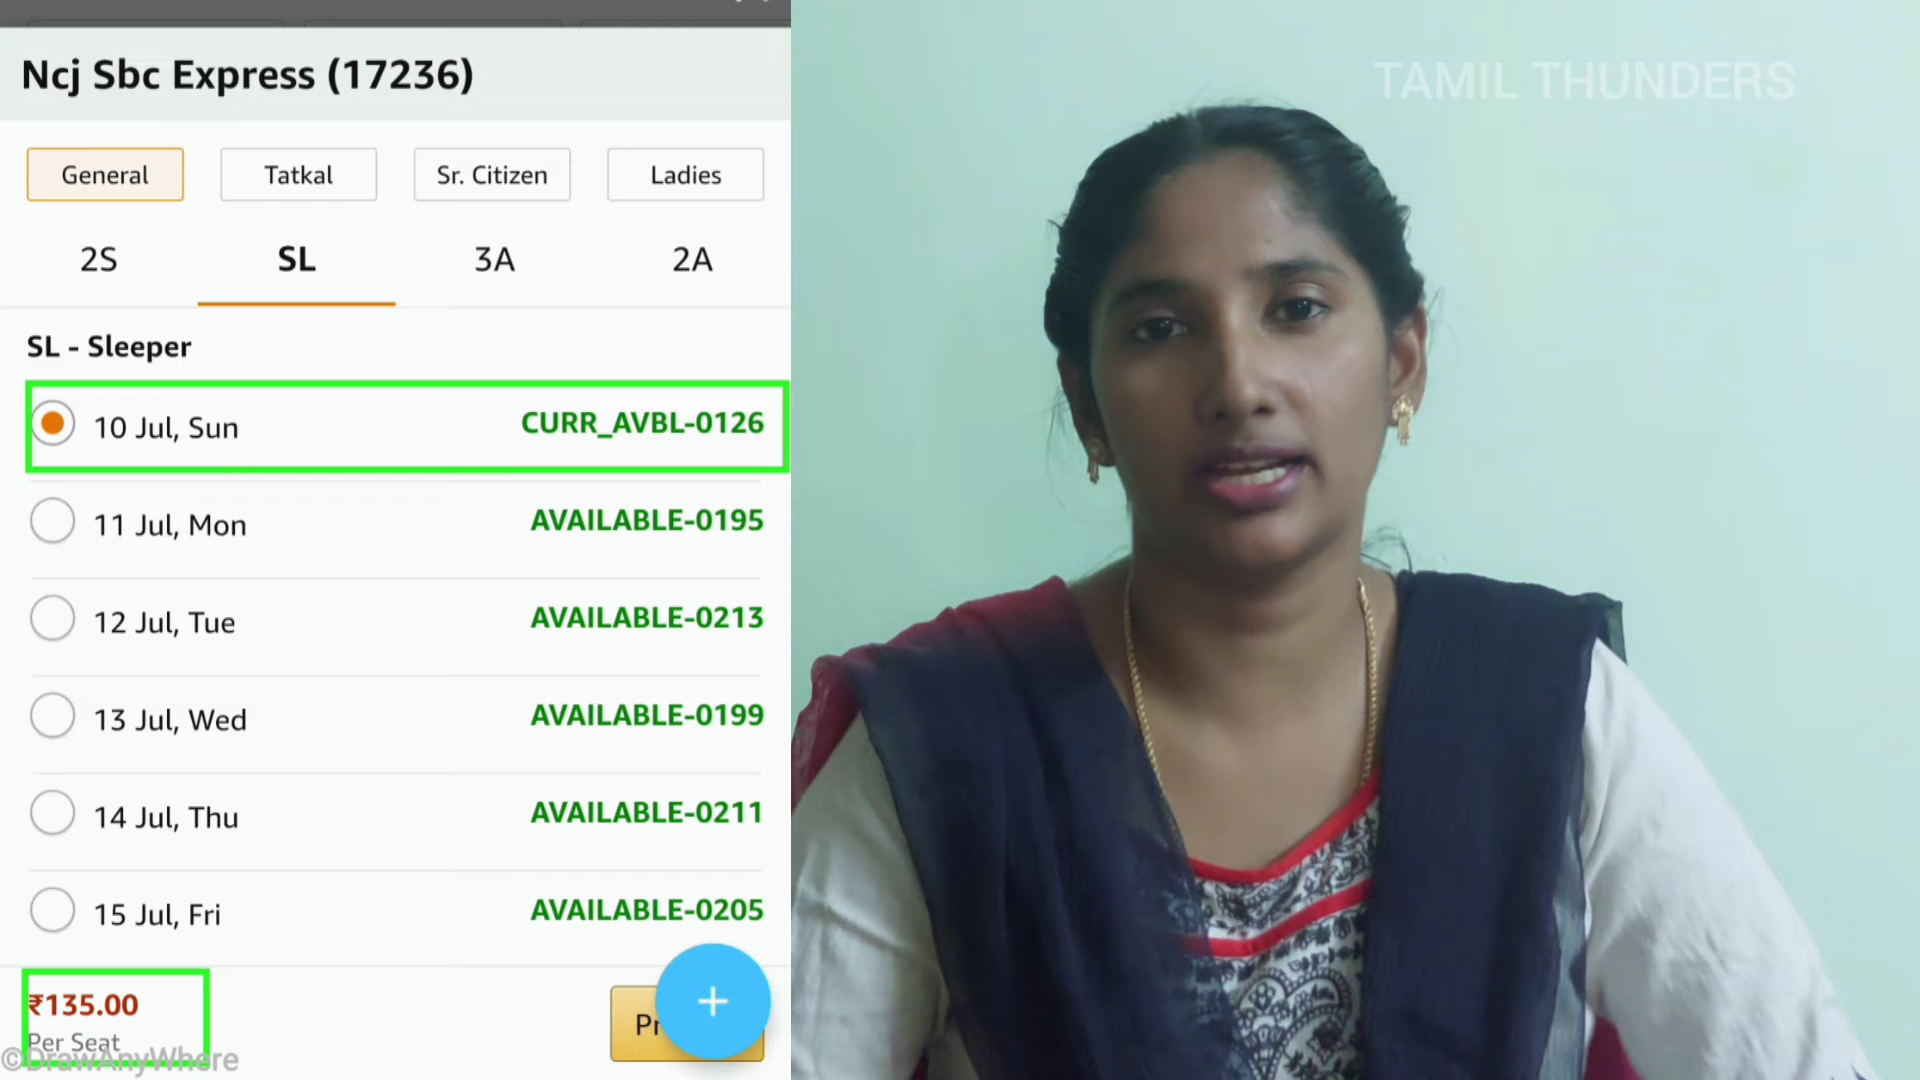 Ncj Sbc Express (17236)
General
Tatkal
Sr. Citizen
Ladies
2S
SL
3A
2A
SL - Sleeper
10 Jul, Sun
CURR_AVBL-0126
11 Jul, Mon
AVAILABLE-0195
12 Jul, Tue
AVAILABLE-0213
13 Jul, Wed
AVAILABLE-0199
14 Jul, Thu
AVAILABLE-0211
15 Jul, Fri
AVAILABLE-0205
₹135.00
Per Seat
©DrawAnyWhere
TAMIL THUNDERS